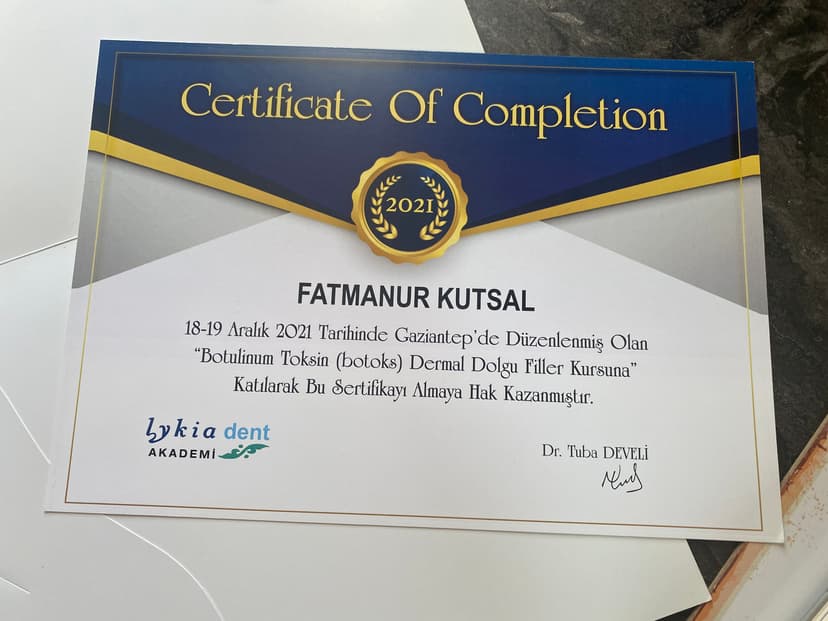 Certificate Of Completion
2021
FATMANUR KUTSAL
18-19 Aralık 2021 Tarihinde Gaziantep'de Düzenlenmiş Olan
"Botulinum Toksin (botoks) Dermal Dolgu Filler Kursuna"
Katılarak Bu Sertifikayı Almaya Hak Kazanmıştır.
Lykia dent
AKADEMİ
Dr. Tuba DEVELİ